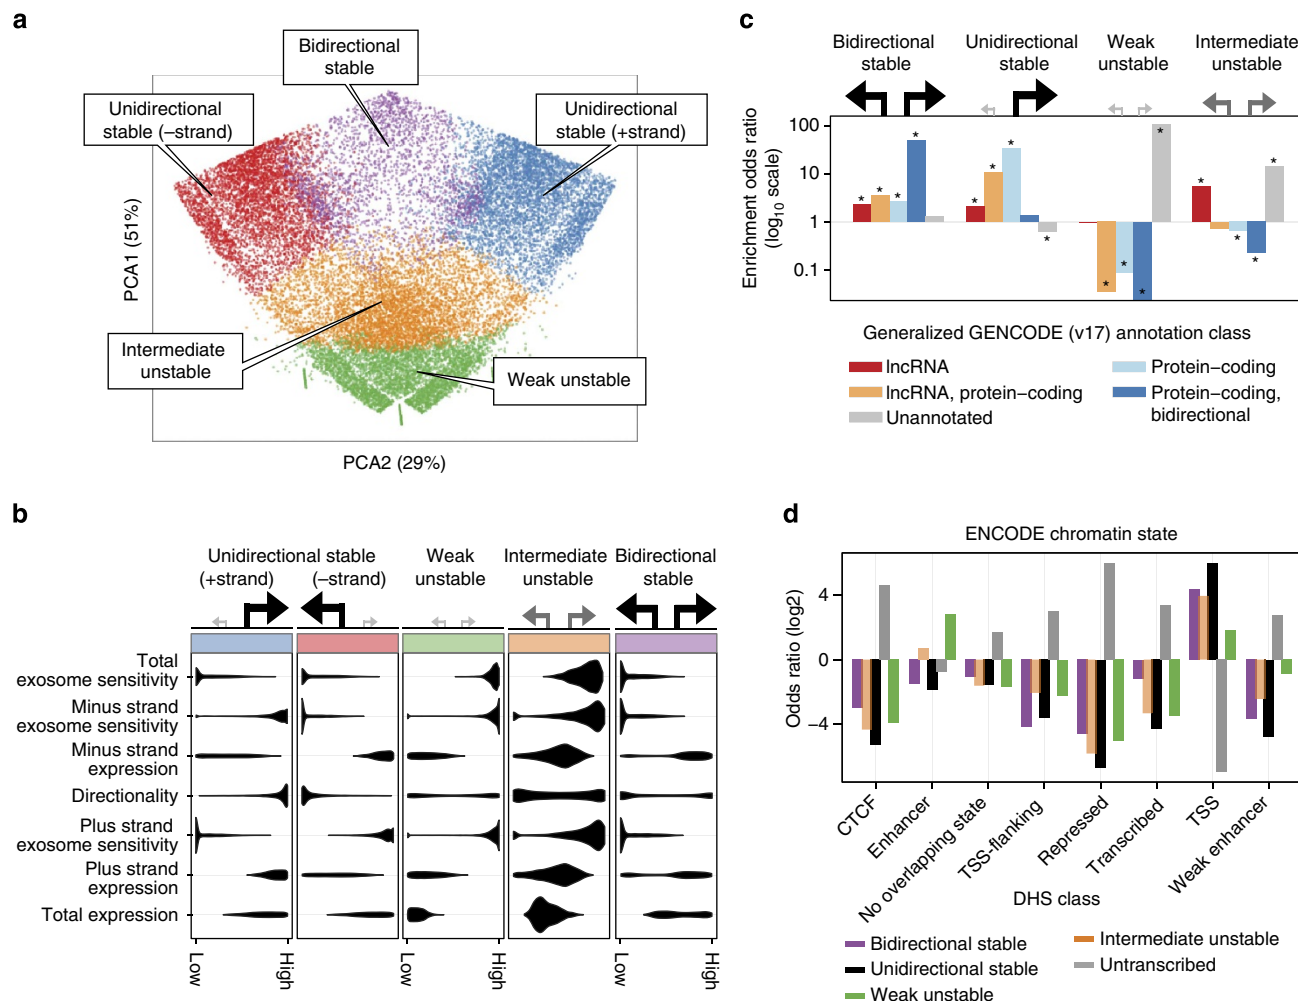 a
Bidirectional
stable
Unidirectional
stable (–strand)
Unidirectional
stable (+strand)
Intermediate
unstable
Weak unstable
PCA1 (51%)
PCA2 (29%)
b
Unidirectional stable
(+strand)
(–strand)
Weak
unstable
Intermediate
unstable
Bidirectional
stable
Total
exosome sensitivity
Minus strand
exosome sensitivity
Minus strand
expression
Directionality
Plus strand
exosome sensitivity
Plus strand
expression
Total expression
Low
High
Low
High
Low
High
c
Bidirectional
stable
Unidirectional
stable
Weak
unstable
Intermediate
unstable
Enrichment odds ratio
(log10 scale)
100
10
1
0.1
* * * *
* * * *
* * * *
* * * *
Generalized GENCODE (v17) annotation class
lncRNA
lncRNA, protein–coding
Unannotated
Protein–coding
Protein–coding,
bidirectional
d
ENCODE chromatin state
Odds ratio (log2)
4
0
–4
CTCF
Enhancer
No overlapping state
TSS-flanking
Repressed
Transcribed
TSS
Weak enhancer
DHS class
Bidirectional stable
Unidirectional stable
Weak unstable
Intermediate unstable
Untranscribed